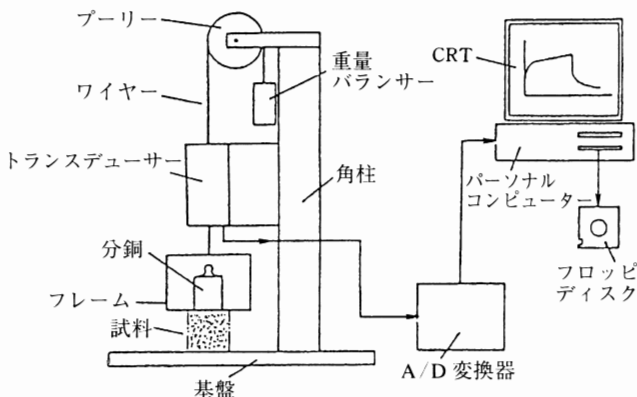 プーリー
重量
バランサー
ワイヤー
トランスデューサー
角柱
分銅
フレーム
試料
基盤
A/D 変換器
CRT
パーソナル
コンピューター
フロッピ
ディスク